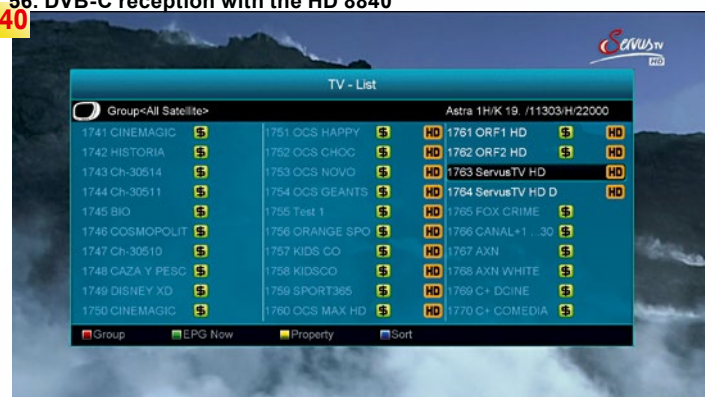 56. DVB-C reception with the HD 8840
40
ServusTV
HD
TV - List
Group<All Satellite>
Astra 1H/K 19. /11303/H/22000
1741 CINEMAGIC $ 1751 OCS HAPPY $ HD 1761 ORF1 HD $ HD
1742 HISTORIA $ 1752 OCS CHOC $ HD 1762 ORF2 HD $ HD
1743 Ch-30514 $ 1753 OCS NOVO $ HD 1763 ServusTV HD HD
1744 Ch-30511 $ 1754 OCS GEANTS $ HD 1764 ServusTV HD D HD
1745 BIO $ 1755 Test 1 $ HD 1765 FOX CRIME $
1746 COSMOPOLIT $ 1756 ORANGE SPO $ HD 1766 CANAL+1 ...30 $
1747 Ch-30510 $ 1757 KIDS CO $ HD 1767 AXN $
1748 CAZA Y PESC $ 1758 KIDSCO $ HD 1768 AXN WHITE $
1749 DISNEY XD $ 1759 SPORT365 $ HD 1769 C+ DCINE $
1750 CINEMAGIC $ 1760 OCS MAX HD $ HD 1770 C+ COMEDIA $
Group EPG Now Property Sort